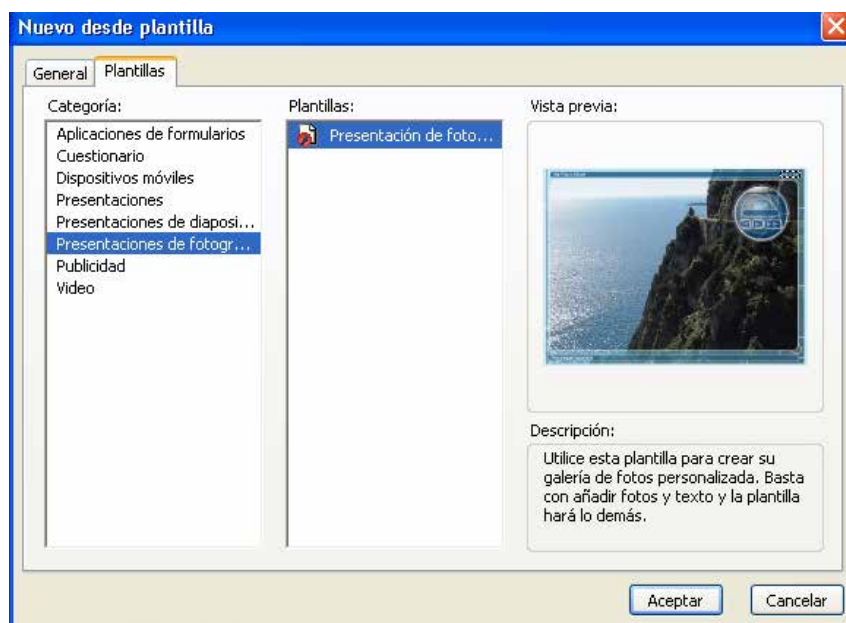 Nuevo desde plantilla
General
Plantillas
Categoría:
Aplicaciones de formularios
Cuestionario
Dispositivos móviles
Presentaciones
Presentaciones de diaposi...
Presentaciones de fotogr...
Publicidad
Video
Plantillas:
Presentación de foto...
Vista previa:
Descripción:
Utilice esta plantilla para crear su
galería de fotos personalizada. Basta
con añadir fotos y texto y la plantilla
hará lo demás.
Aceptar
Cancelar